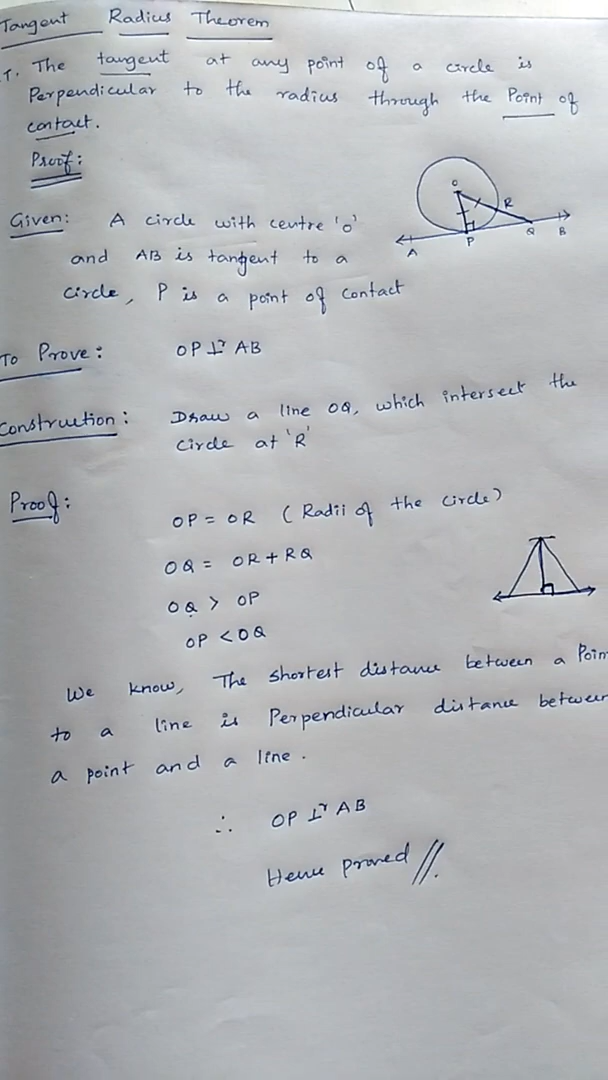 Tangent Radius Theorem
T. The tangent at any point of a circle is
Perpendicular to the radius through the Point of
contact.
Proof:
O
R
A
P
Q
B
Given: A circle with centre 'o'
and AB is tangent to a
circle, P is a point of contact
To Prove: OP ⊥r AB
Construction: Draw a line OQ, which intersect the
circle at 'R'
Proof:
OP = OR (Radii of the circle)
OQ = OR + RQ
OQ > OP
OP < OQ
We know, The shortest distance between a Poin
to a line is Perpendicular distance between
a point and a line.
∴ OP ⊥r AB
Hence proved //.